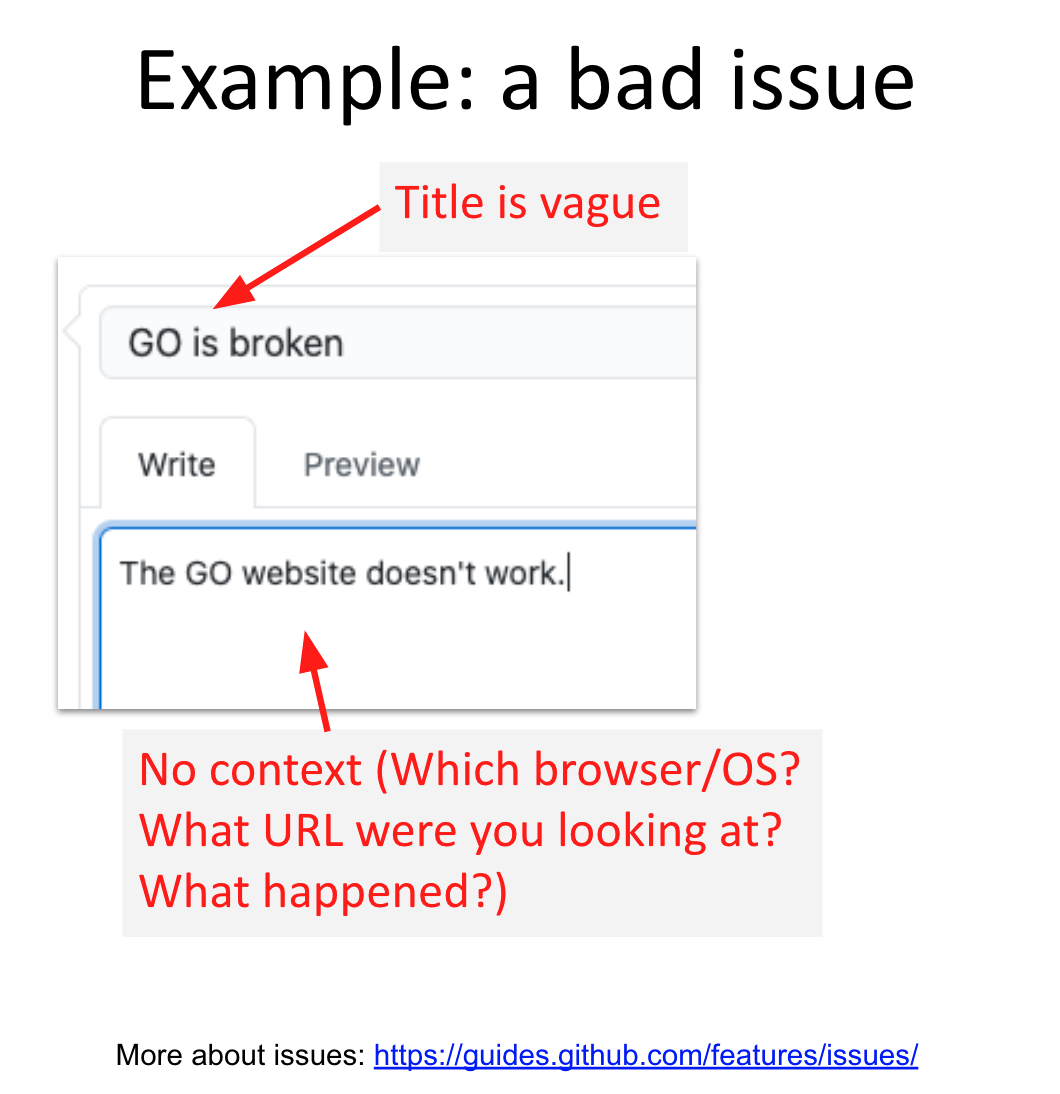 Example: a bad issue
Title is vague
GO is broken
Write Preview
The GO website doesn't work.
No context (Which browser/OS?
What URL were you looking at?
What happened?)
More about issues: https://guides.github.com/features/issues/